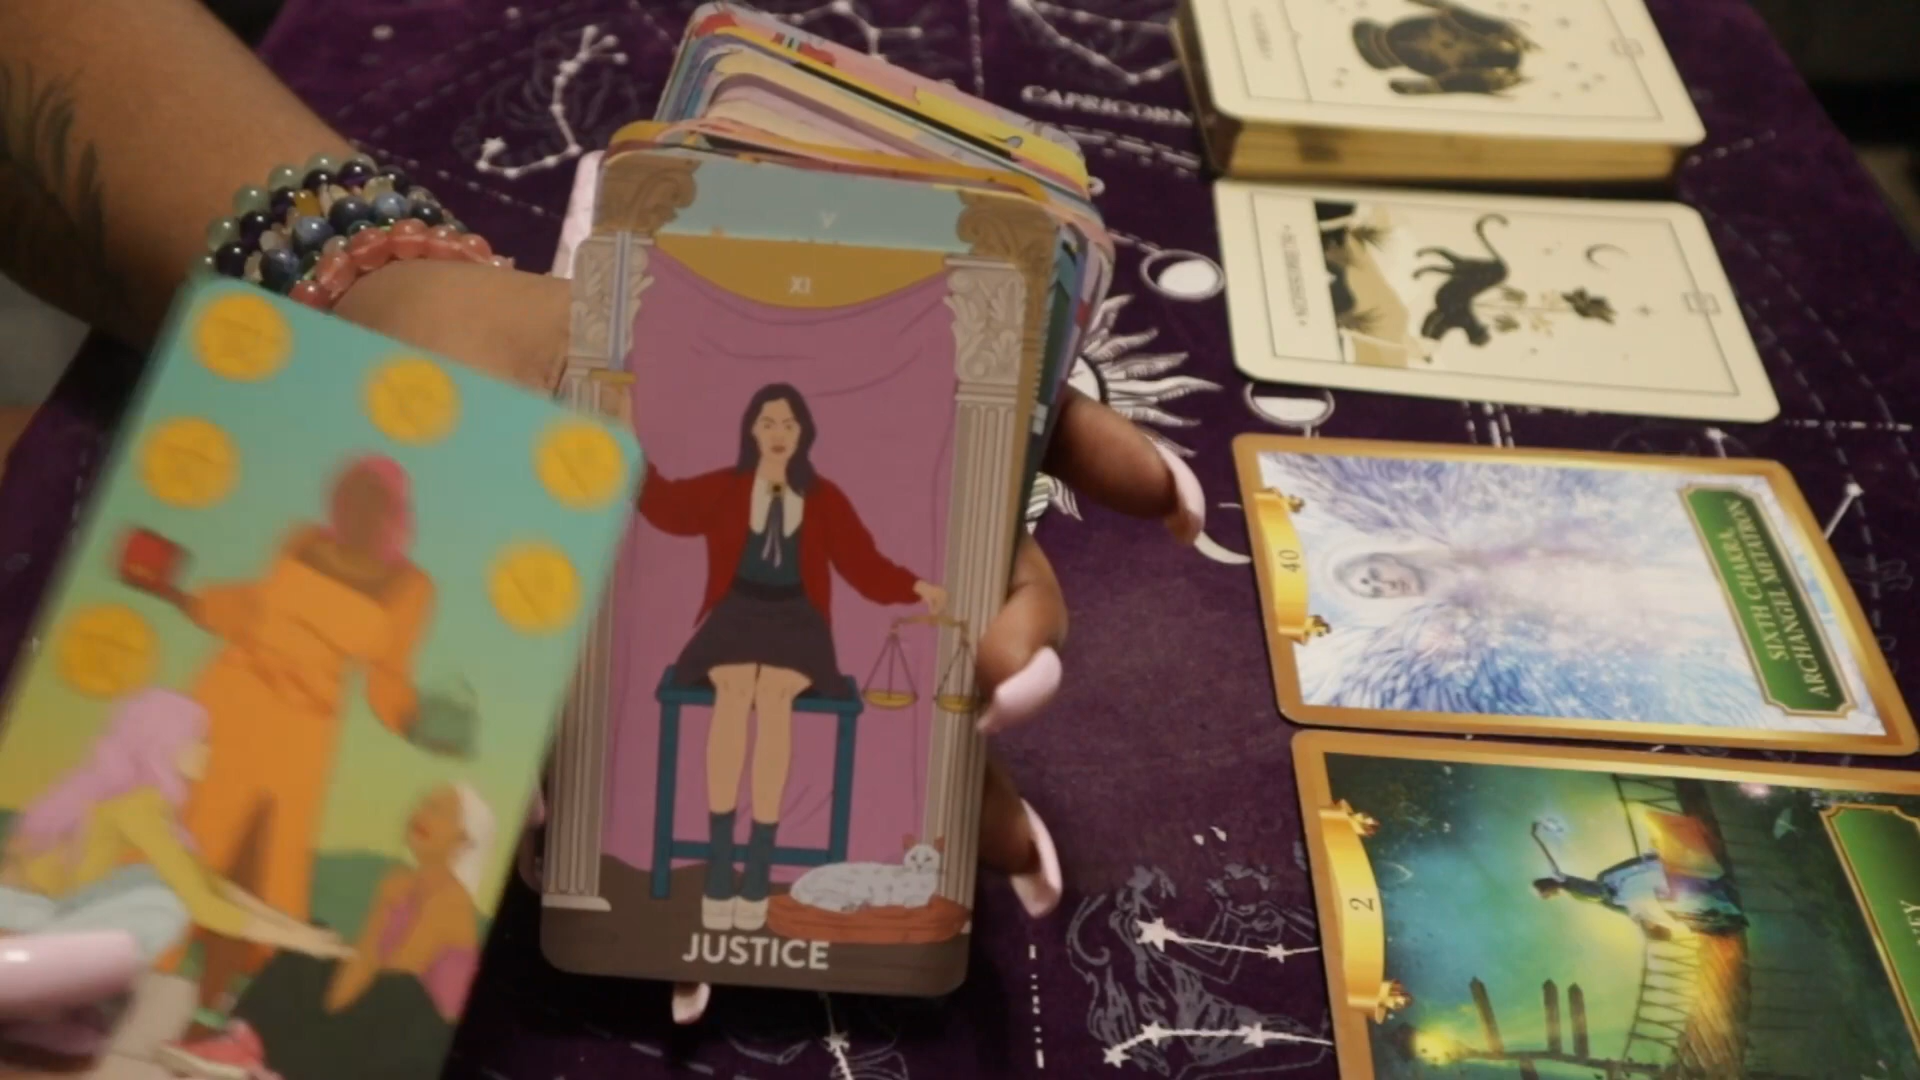 CAPRICORN
V
XI
JUSTICE
40
SIXTH CHAKRA,
ARCHANGEL METATRON
2